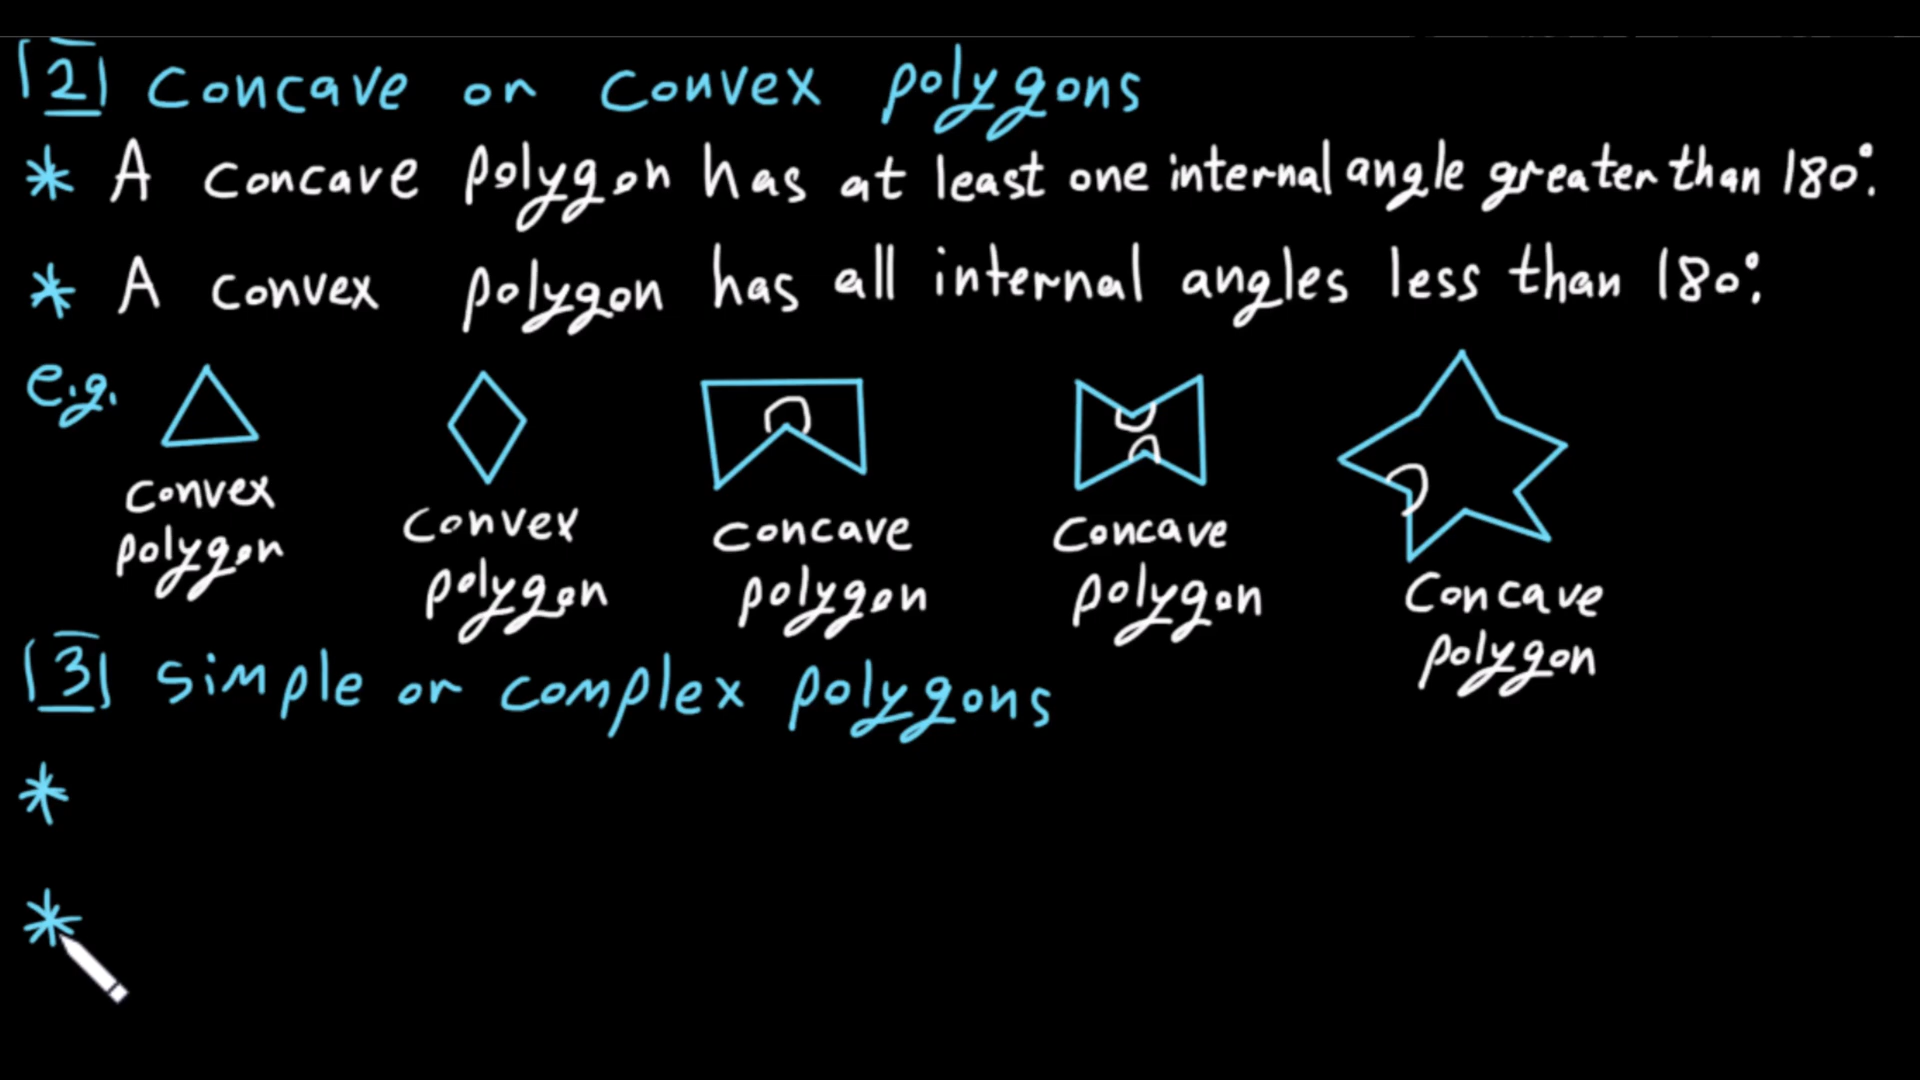 [2] Concave or convex polygons
* A concave polygon has at least one internal angle greater than 180°.
* A convex polygon has all internal angles less than 180°.
e.g.
convex polygon
convex polygon
concave polygon
concave polygon
concave polygon
[3] Simple or complex polygons
*
*